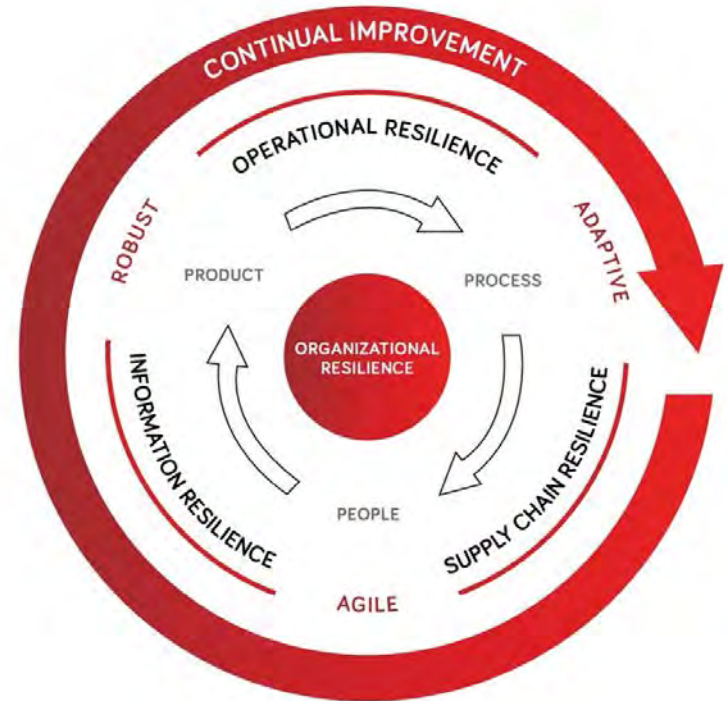 CONTINUAL IMPROVEMENT
OPERATIONAL RESILIENCE
ROBUST
ADAPTIVE
PRODUCT
PROCESS
ORGANIZATIONAL
RESILIENCE
INFORMATION RESILIENCE
SUPPLY CHAIN RESILIENCE
PEOPLE
AGILE